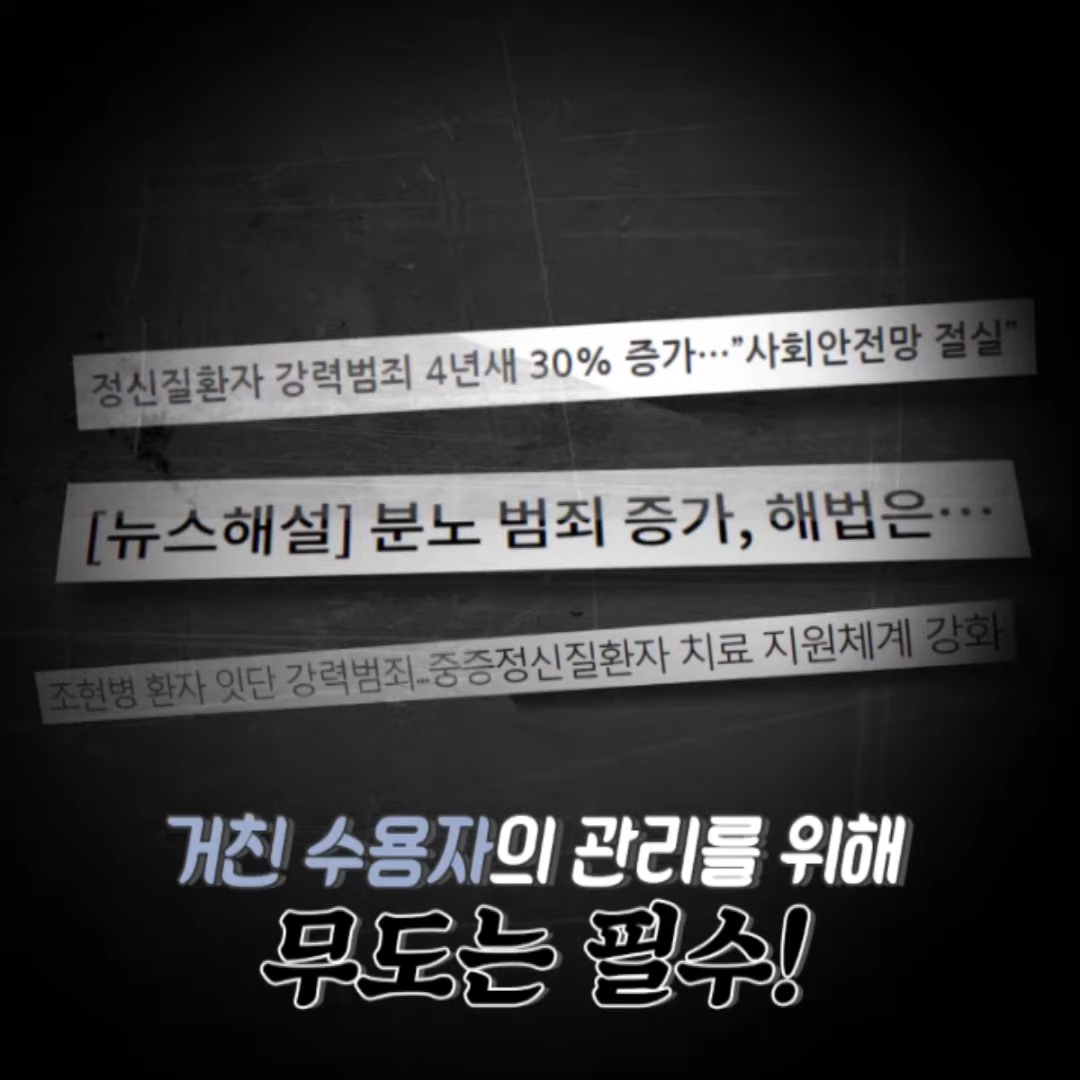 정신질환자 강력범죄 4년새 30% 증가…"사회안전망 절실"
[뉴스해설] 분노 범죄 증가, 해법은…
조현병 환자 잇단 강력범죄...중증정신질환자 치료 지원체계 강화
거친 수용자의 관리를 위해
무도는 필수!